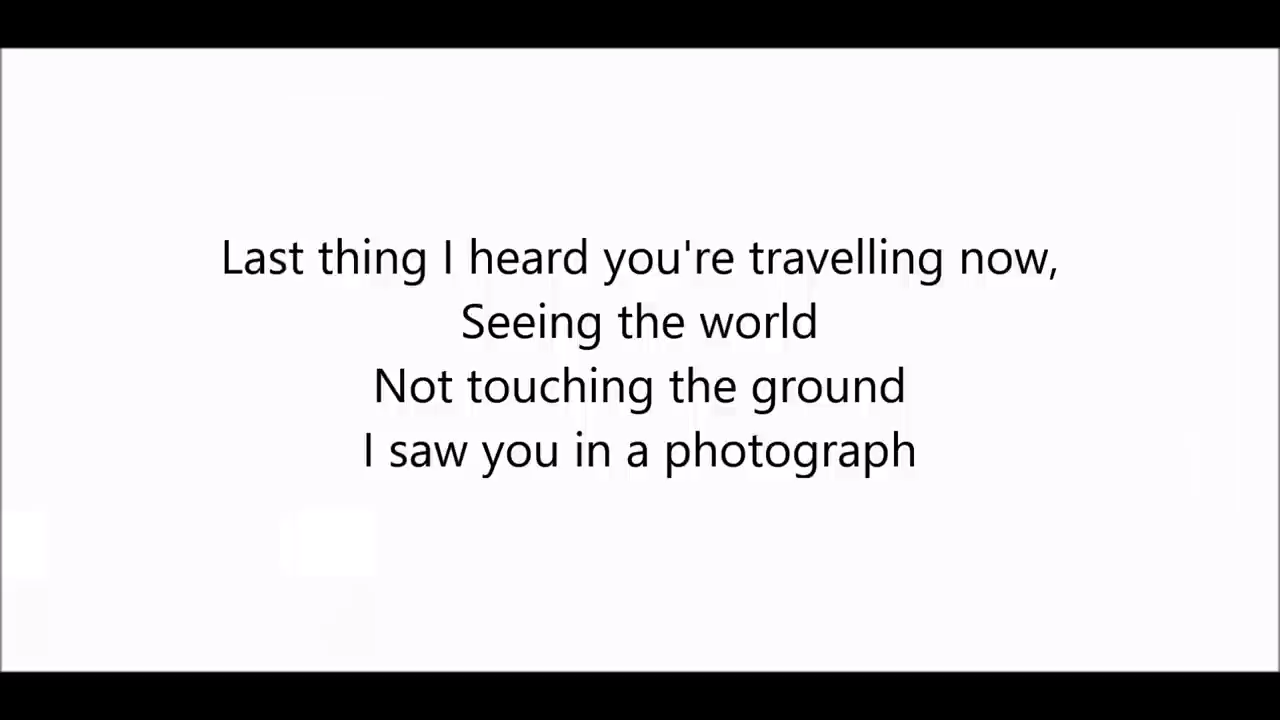 Last thing I heard you're travelling now,
Seeing the world
Not touching the ground
I saw you in a photograph